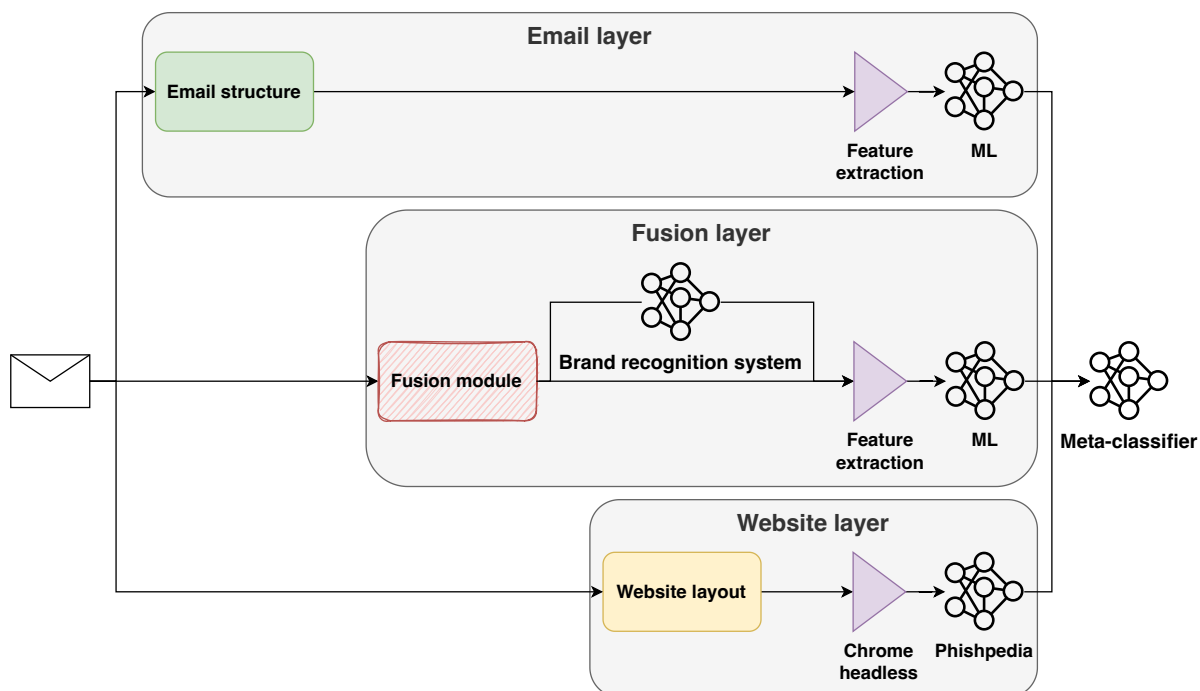 Email layer
Email structure
Feature
extraction
ML
Fusion layer
Brand recognition system
Fusion module
Feature
extraction
ML
Meta-classifier
Website layer
Website layout
Chrome
headless
Phishpedia